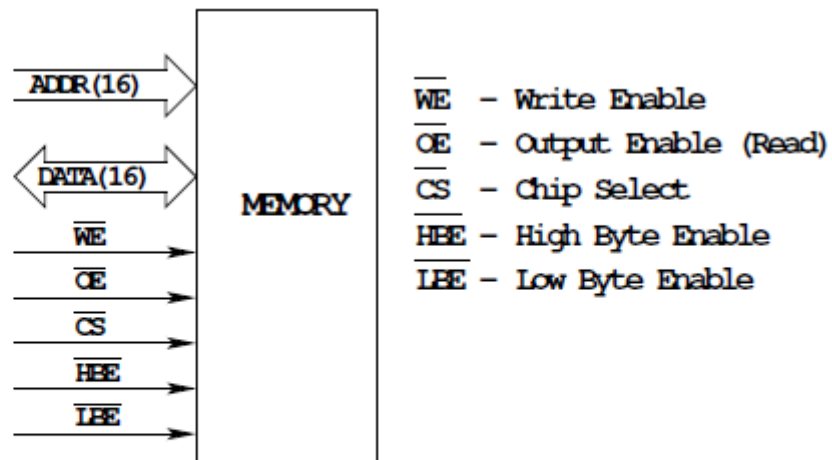 ADDR(16)
DATA(16)
WE
OE
CS
HBE
LBE
MEMORY
WE - Write Enable
OE - Output Enable (Read)
CS - Chip Select
HBE - High Byte Enable
LBE - Low Byte Enable